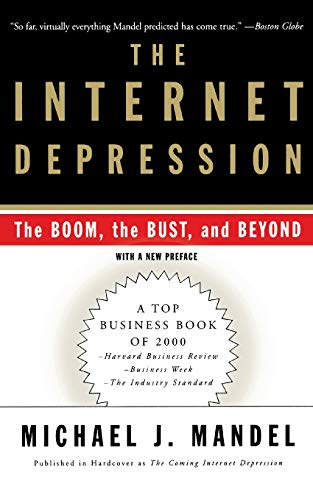 "So far, virtually everything Mandel predicted has come true." —Boston Globe
THE
INTERNET
DEPRESSION
The BOOM, the BUST, and BEYOND
WITH A NEW PREFACE
A TOP
BUSINESS BOOK
OF 2000
–Harvard Business Review
–Business Week
–The Industry Standard
MICHAEL J. MANDEL
Published in Hardcover as The Coming Internet Depression